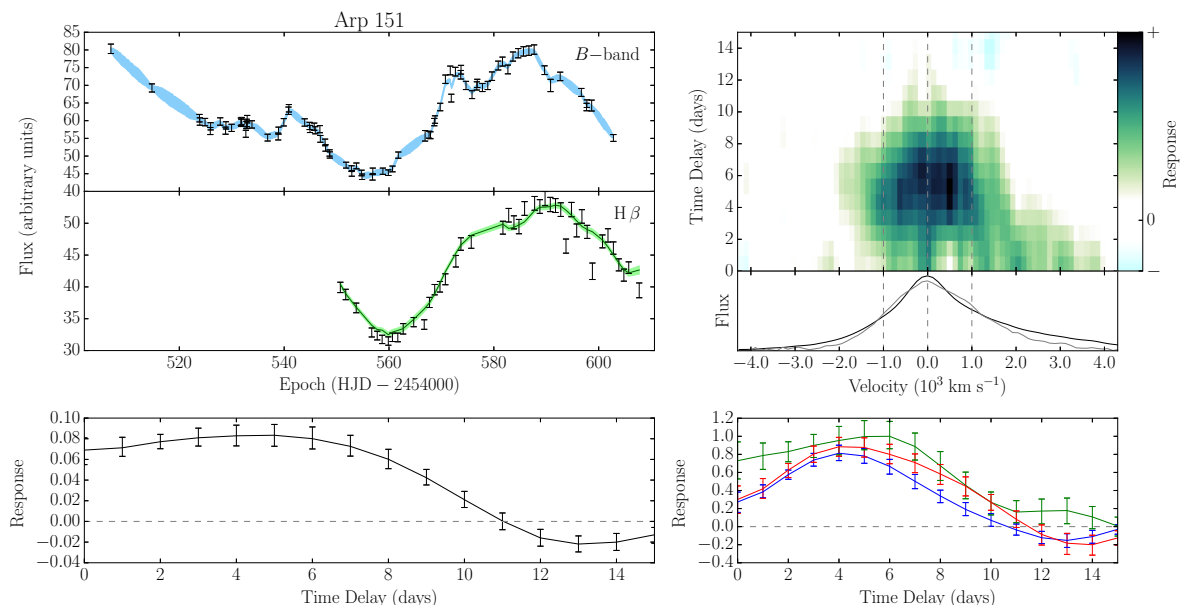 Arp 151
85
80
75
70
65
60
55
50
45
40
B−band
50
45
40
35
30
Hβ
Flux (arbitrary units)
520 540 560 580 600
Epoch (HJD − 2454000)
14
12
10
8
6
4
2
0
Time Delay (days)
+
0
−
Response
Flux
−4.0 −3.0 −2.0 −1.0 0.0 1.0 2.0 3.0 4.0
Velocity (10³ km s⁻¹)
0.10
0.08
0.06
0.04
0.02
0.00
−0.02
−0.04
Response
0 2 4 6 8 10 12 14
Time Delay (days)
1.2
1.0
0.8
0.6
0.4
0.2
0.0
−0.2
−0.4
Response
0 2 4 6 8 10 12 14
Time Delay (days)